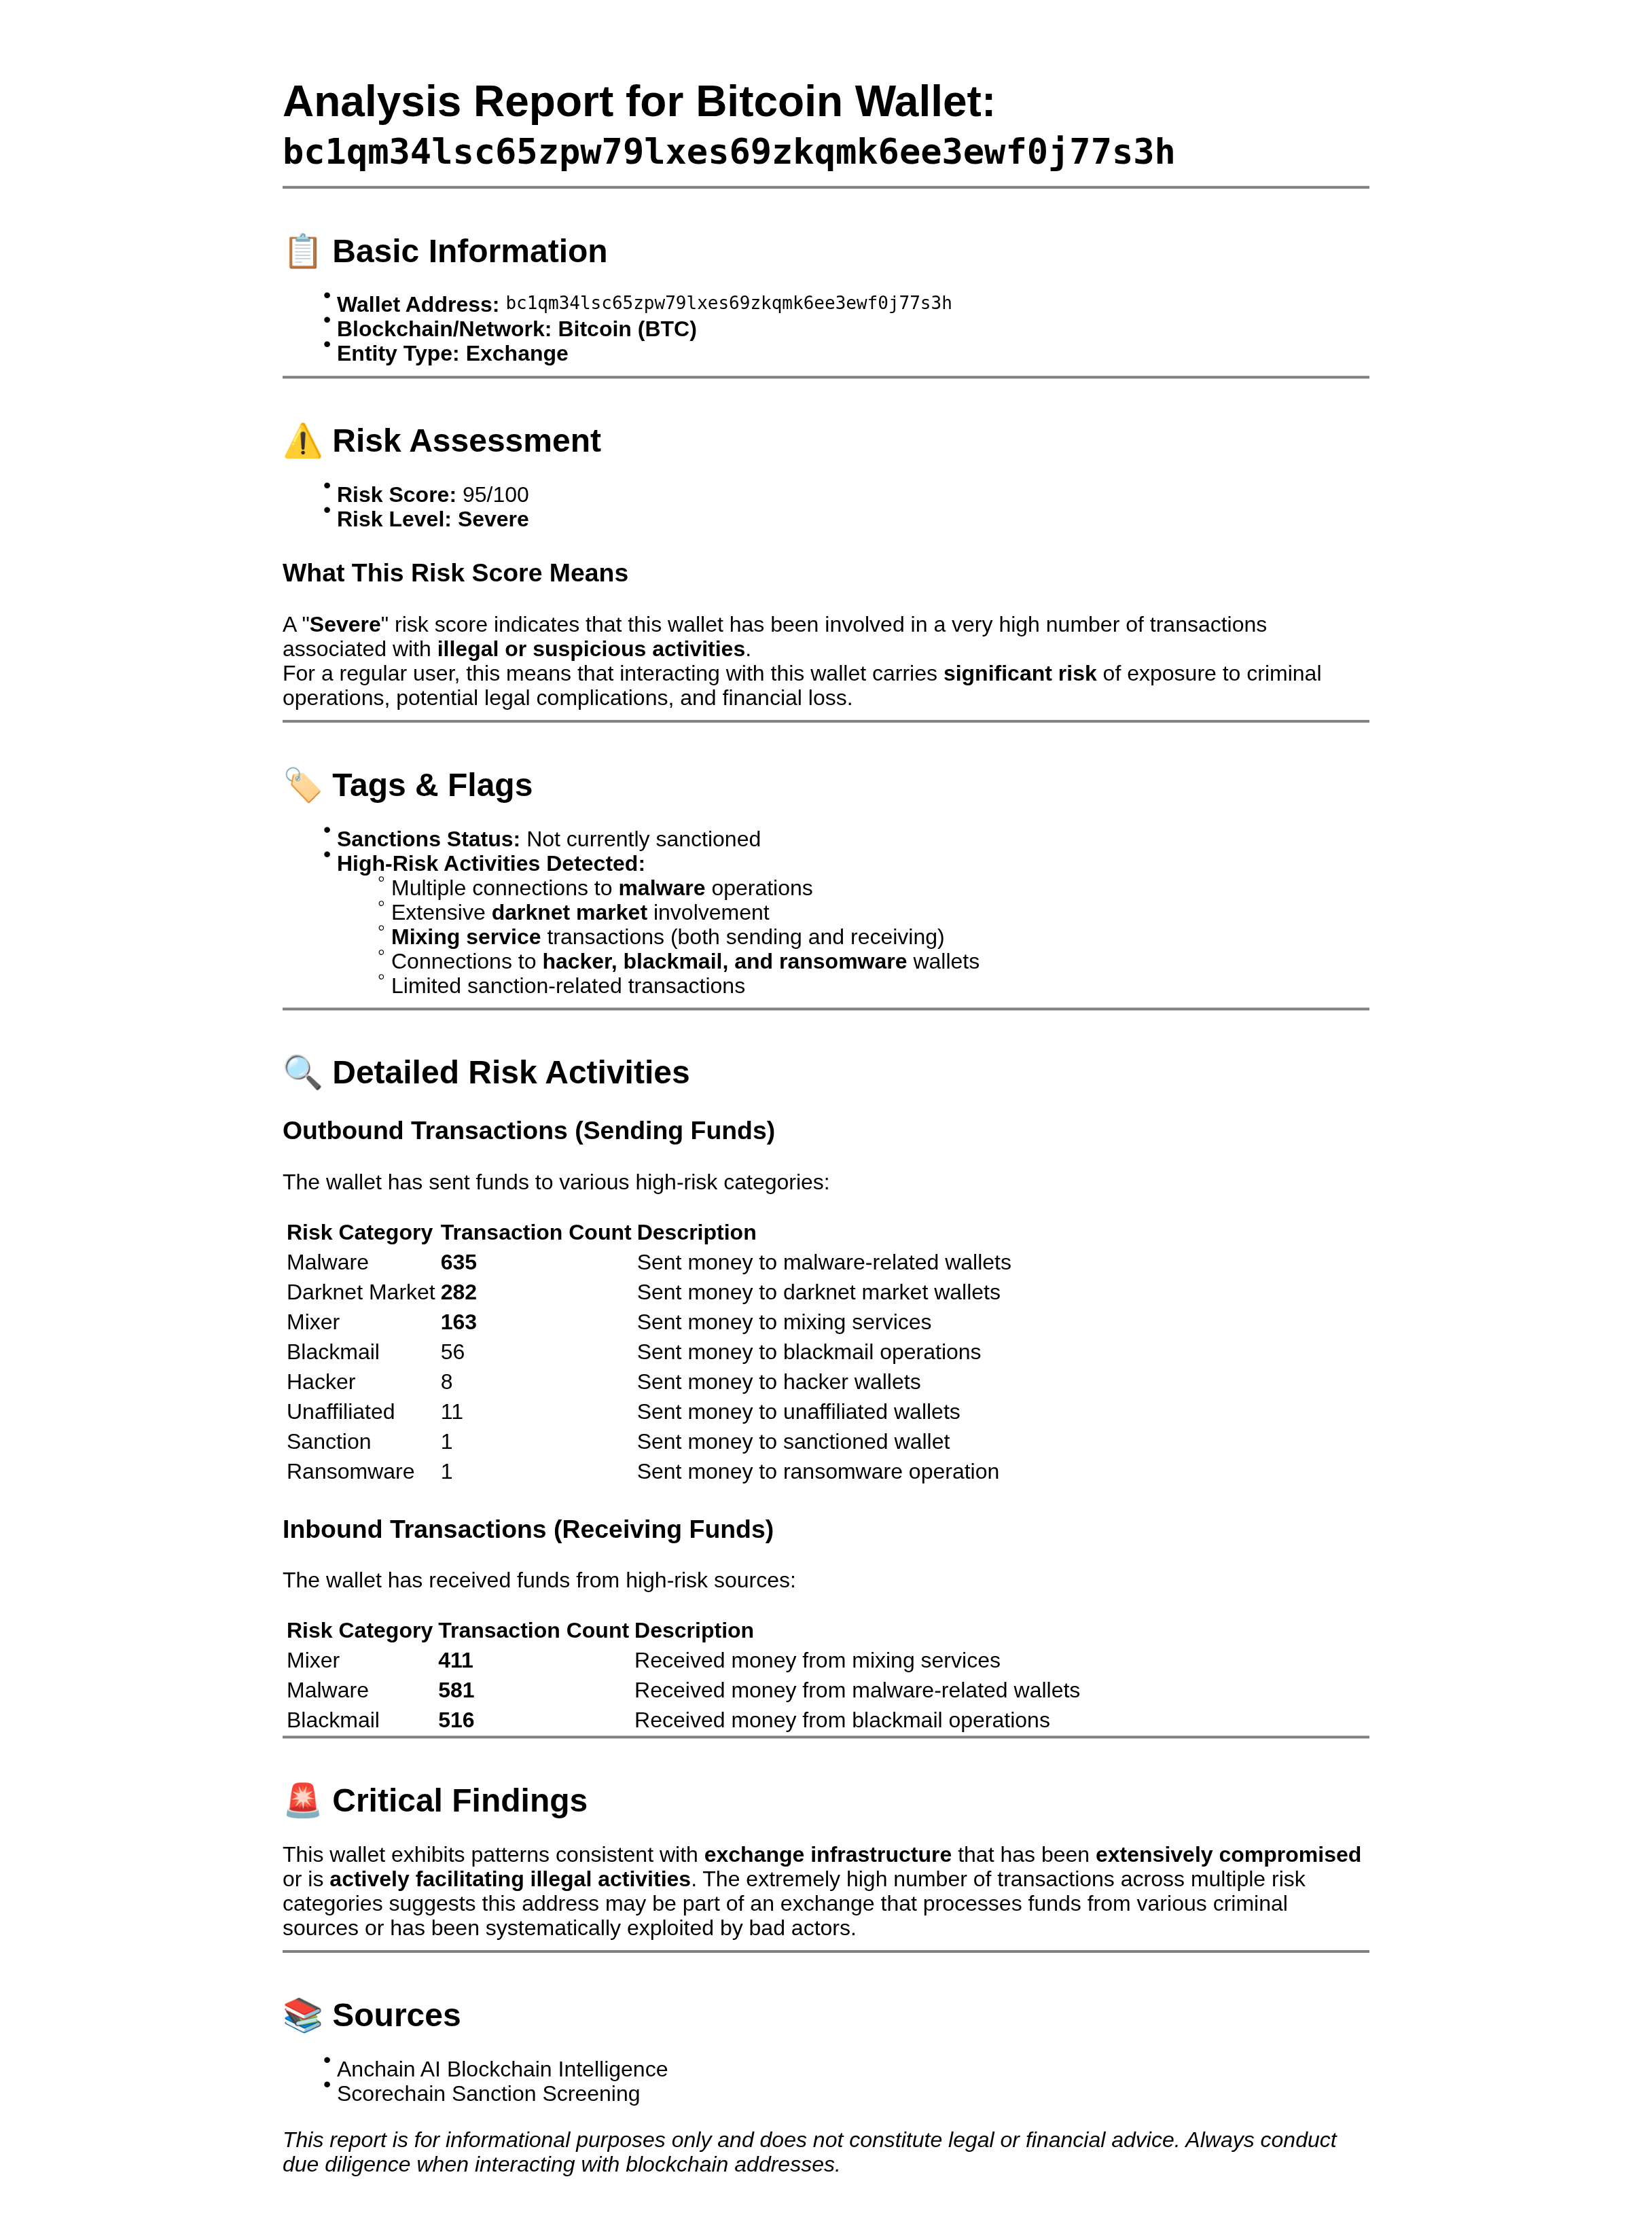 Analysis Report for Bitcoin Wallet:
bc1qm34lsc65zpw79lxes69zkqmk6ee3ewf0j77s3h
Basic Information
Wallet Address: bc1qm34lsc65zpw79lxes69zkqmk6ee3ewf0j77s3h
Blockchain/Network: Bitcoin (BTC)
Entity Type: Exchange
Risk Assessment
Risk Score: 95/100
Risk Level: Severe
What This Risk Score Means
A "Severe" risk score indicates that this wallet has been involved in a very high number of transactions
associated with illegal or suspicious activities.
For a regular user, this means that interacting with this wallet carries significant risk of exposure to criminal
operations, potential legal complications, and financial loss.
Tags & Flags
Sanctions Status: Not currently sanctioned
High-Risk Activities Detected:
Multiple connections to malware operations
Extensive darknet market involvement
Mixing service transactions (both sending and receiving)
Connections to hacker, blackmail, and ransomware wallets
Limited sanction-related transactions
Detailed Risk Activities
Outbound Transactions (Sending Funds)
The wallet has sent funds to various high-risk categories:
Risk Category Transaction Count Description
Malware 635 Sent money to malware-related wallets
Darknet Market 282 Sent money to darknet market wallets
Mixer 163 Sent money to mixing services
Blackmail 56 Sent money to blackmail operations
Hacker 8 Sent money to hacker wallets
Unaffiliated 11 Sent money to unaffiliated wallets
Sanction 1 Sent money to sanctioned wallet
Ransomware 1 Sent money to ransomware operation
Inbound Transactions (Receiving Funds)
The wallet has received funds from high-risk sources:
Risk Category Transaction Count Description
Mixer 411 Received money from mixing services
Malware 581 Received money from malware-related wallets
Blackmail 516 Received money from blackmail operations
Critical Findings
This wallet exhibits patterns consistent with exchange infrastructure that has been extensively compromised
or is actively facilitating illegal activities. The extremely high number of transactions across multiple risk
categories suggests this address may be part of an exchange that processes funds from various criminal
sources or has been systematically exploited by bad actors.
Sources
Anchain AI Blockchain Intelligence
Scorechain Sanction Screening
This report is for informational purposes only and does not constitute legal or financial advice. Always conduct
due diligence when interacting with blockchain addresses.